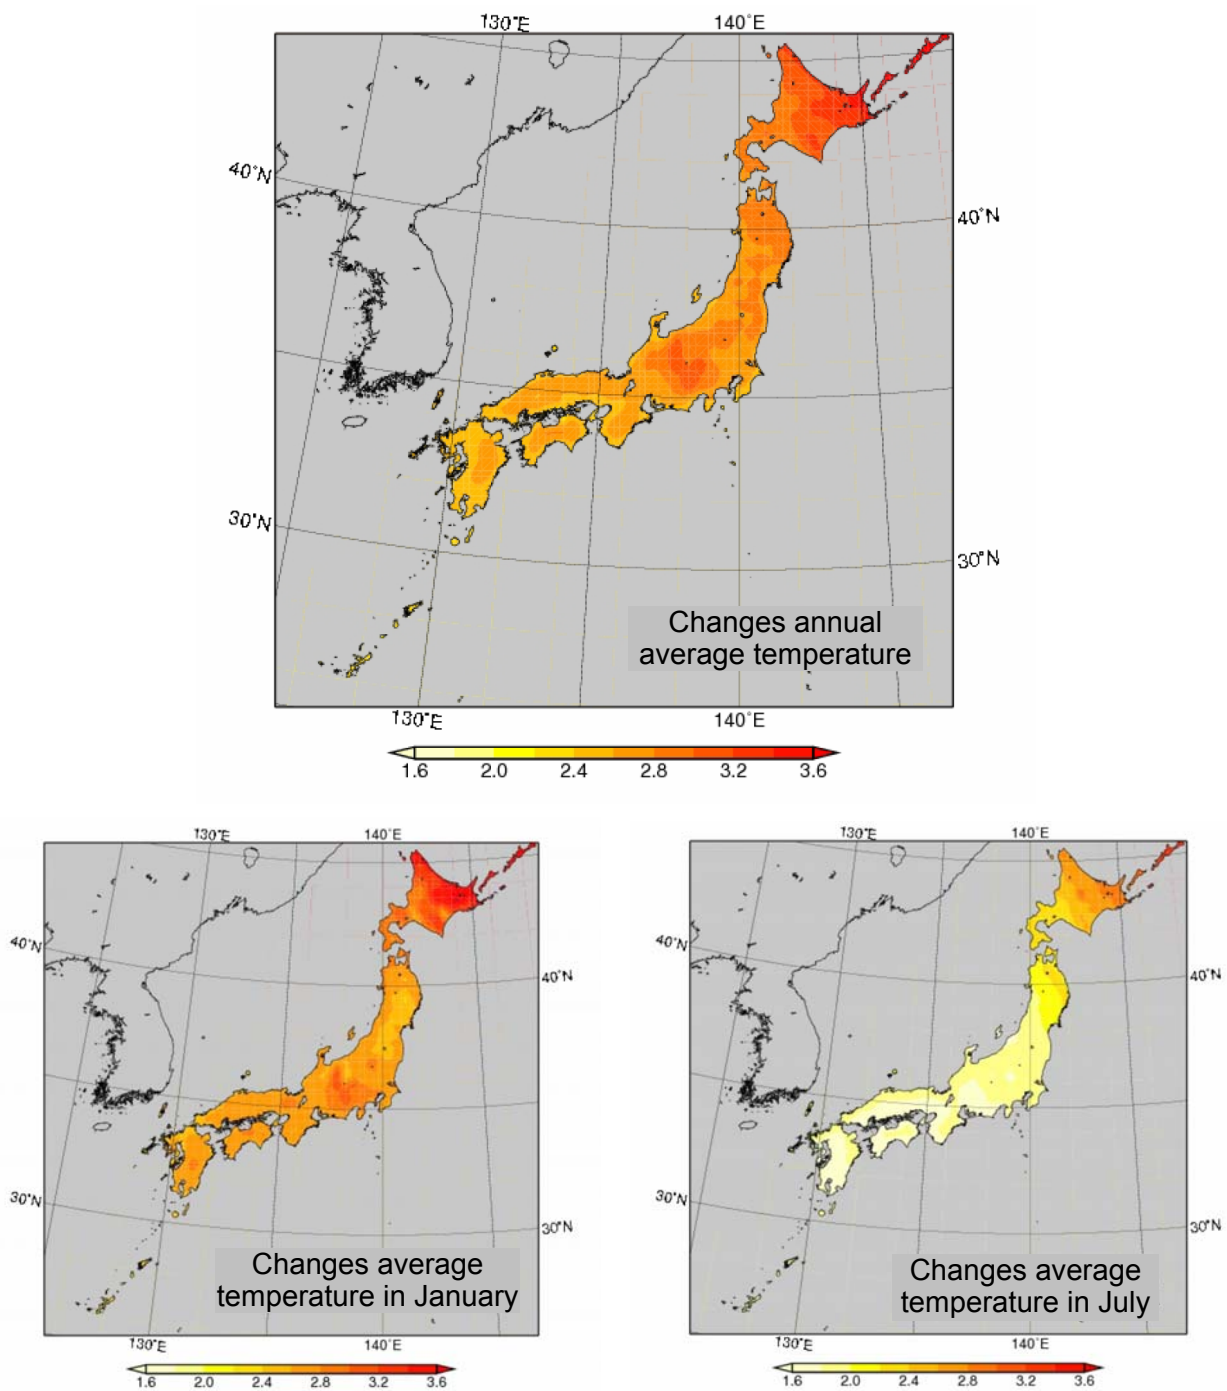 130°E 140°E
40°N
40°N
30°N
30°N
Changes annual
average temperature
130°E 140°E
1.6 2.0 2.4 2.8 3.2 3.6
130°E 140°E
40°N
40°N
30°N
30°N
Changes average
temperature in January
130°E 140°E
1.6 2.0 2.4 2.8 3.2 3.6
130°E 140°E
40°N
40°N
30°N
30°N
Changes average
temperature in July
130°E 140°E
1.6 2.0 2.4 2.8 3.2 3.6